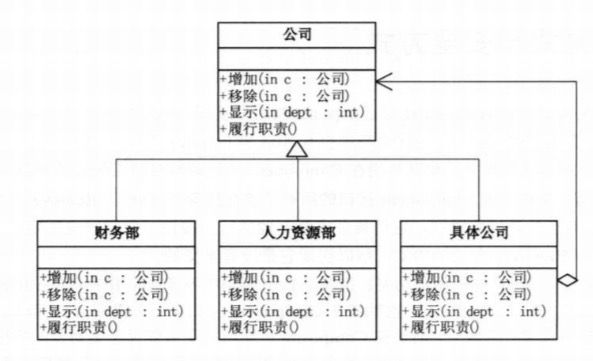 公司
+增加(in c : 公司)
+移除(in c : 公司)
+显示(in dept : int)
+履行职责()
财务部
+增加(in c : 公司)
+移除(in c : 公司)
+显示(in dept : int)
+履行职责()
人力资源部
+增加(in c : 公司)
+移除(in c : 公司)
+显示(in dept : int)
+履行职责()
具体公司
+增加(in c : 公司)
+移除(in c : 公司)
+显示(in dept : int)
+履行职责()